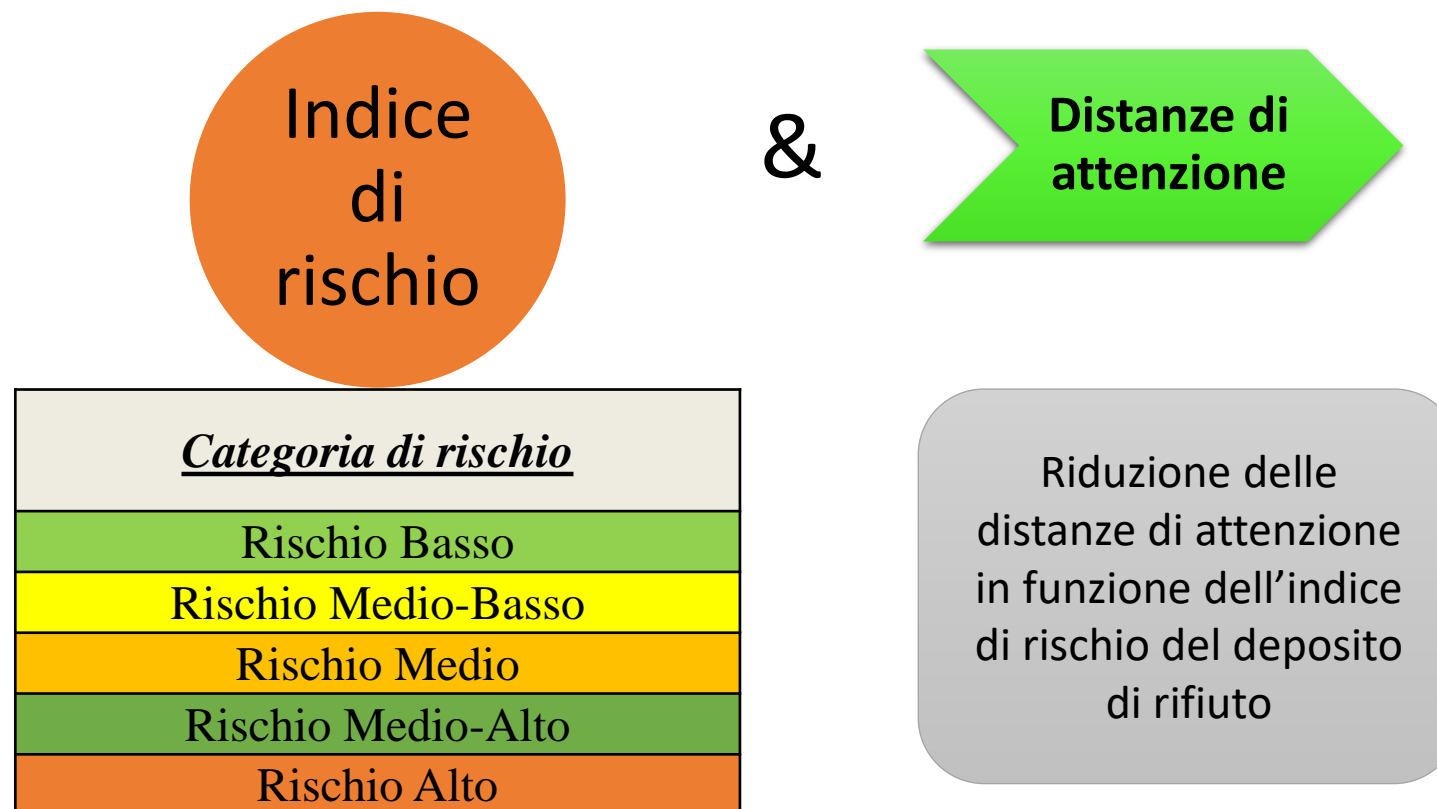 Indice
di
rischio
&
Distanze di
attenzione
Categoria di rischio
Rischio Basso
Rischio Medio-Basso
Rischio Medio
Rischio Medio-Alto
Rischio Alto
Riduzione delle
distanze di attenzione
in funzione dell’indice
di rischio del deposito
di rifiuto